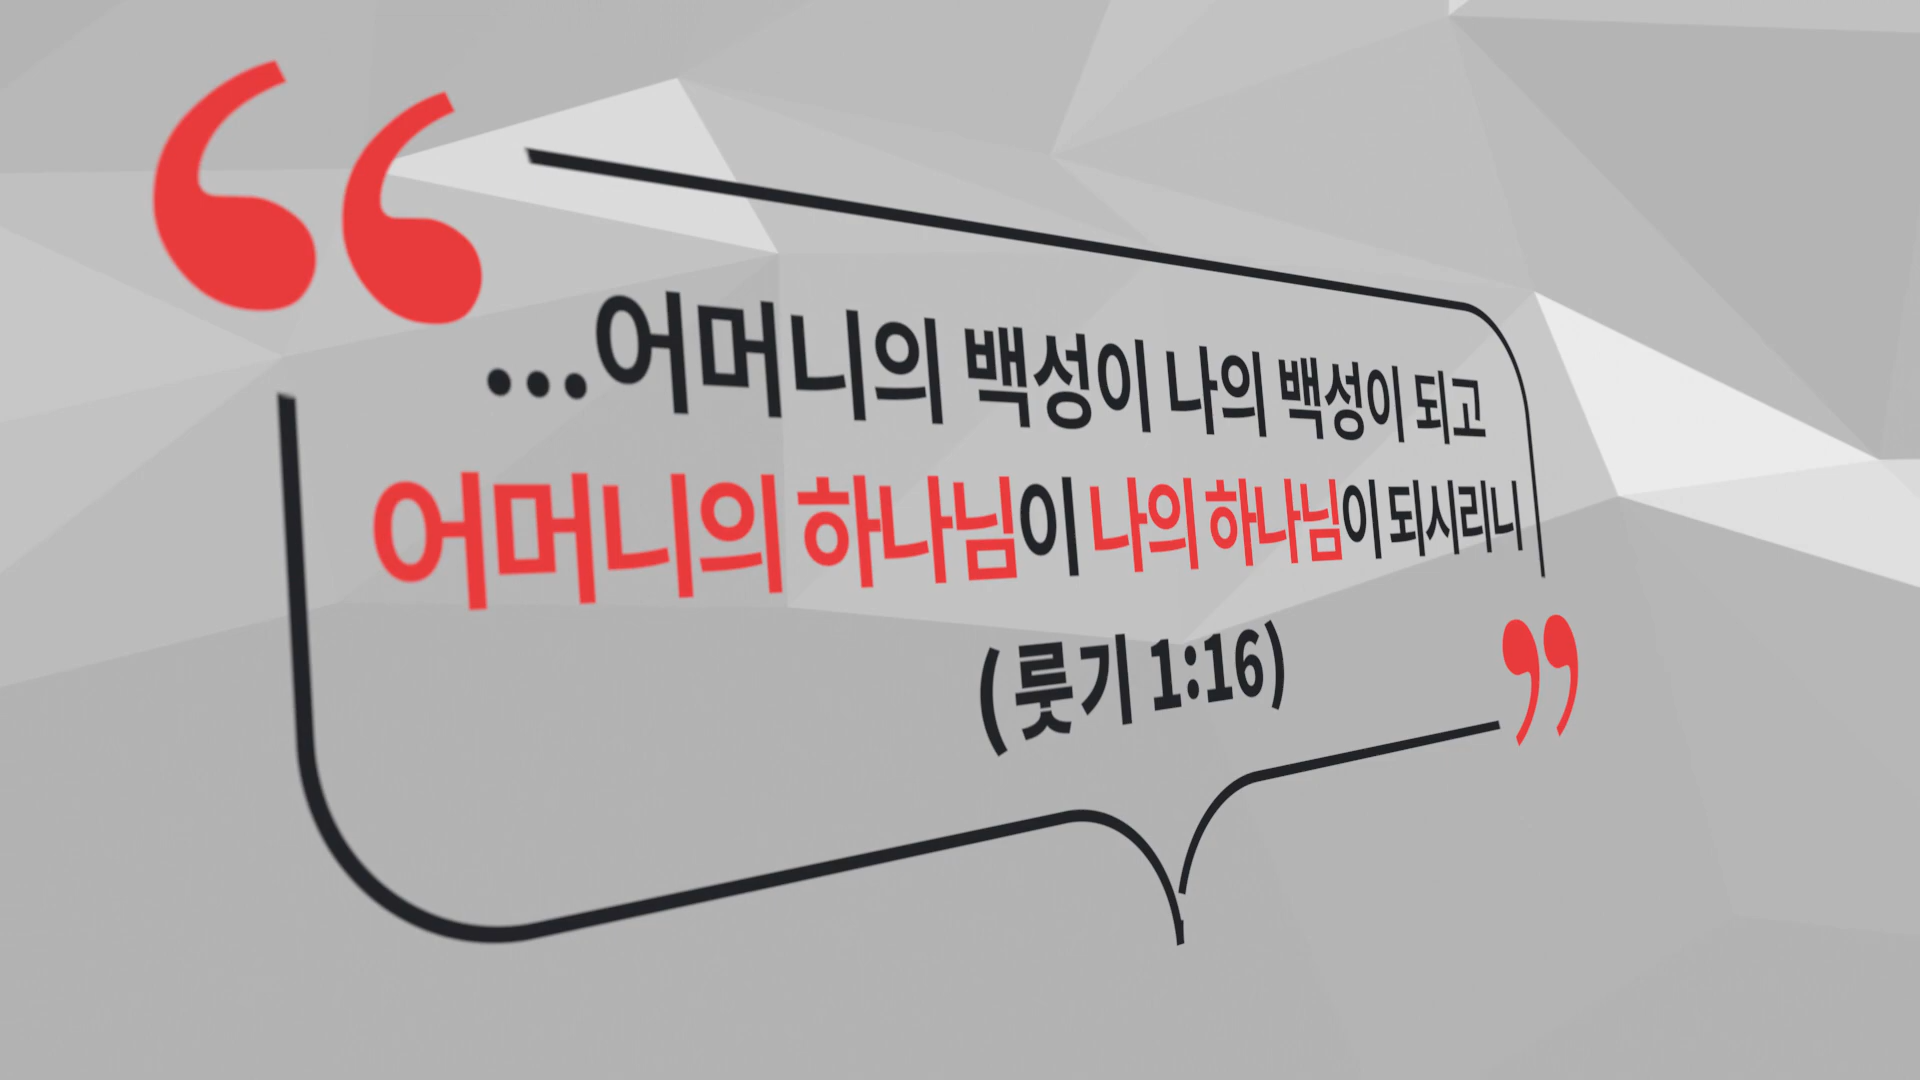 …어머니의 백성이 나의 백성이 되고
어머니의 하나님이 나의 하나님이 되시리니
(룻기 1:16)